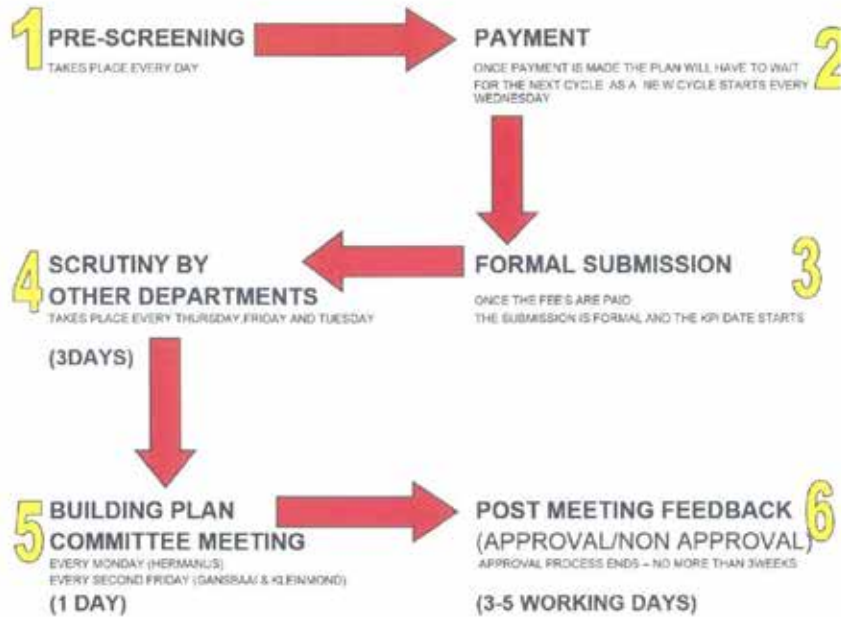 1 PRE-SCREENING
TAKES PLACE EVERY DAY
PAYMENT 2
ONCE PAYMENT IS MADE THE PLAN WILL HAVE TO WAIT
FOR THE NEXT CYCLE AS A NEW CYCLE STARTS EVERY
WEDNESDAY
FORMAL SUBMISSION 3
ONCE THE FEES ARE PAID
THE SUBMISSION IS FORMAL AND THE KPI DATE STARTS
4 SCRUTINY BY
OTHER DEPARTMENTS
TAKES PLACE EVERY THURSDAY, FRIDAY AND TUESDAY
(3DAYS)
5 BUILDING PLAN
COMMITTEE MEETING
EVERY MONDAY (HERMANUS)
EVERY SECOND FRIDAY (GANSBAAI & KLEINMOND)
(1 DAY)
POST MEETING FEEDBACK 6
(APPROVAL/NON APPROVAL)
APPROVAL PROCESS ENDS – NO MORE THAN 3WEEKS
(3-5 WORKING DAYS)